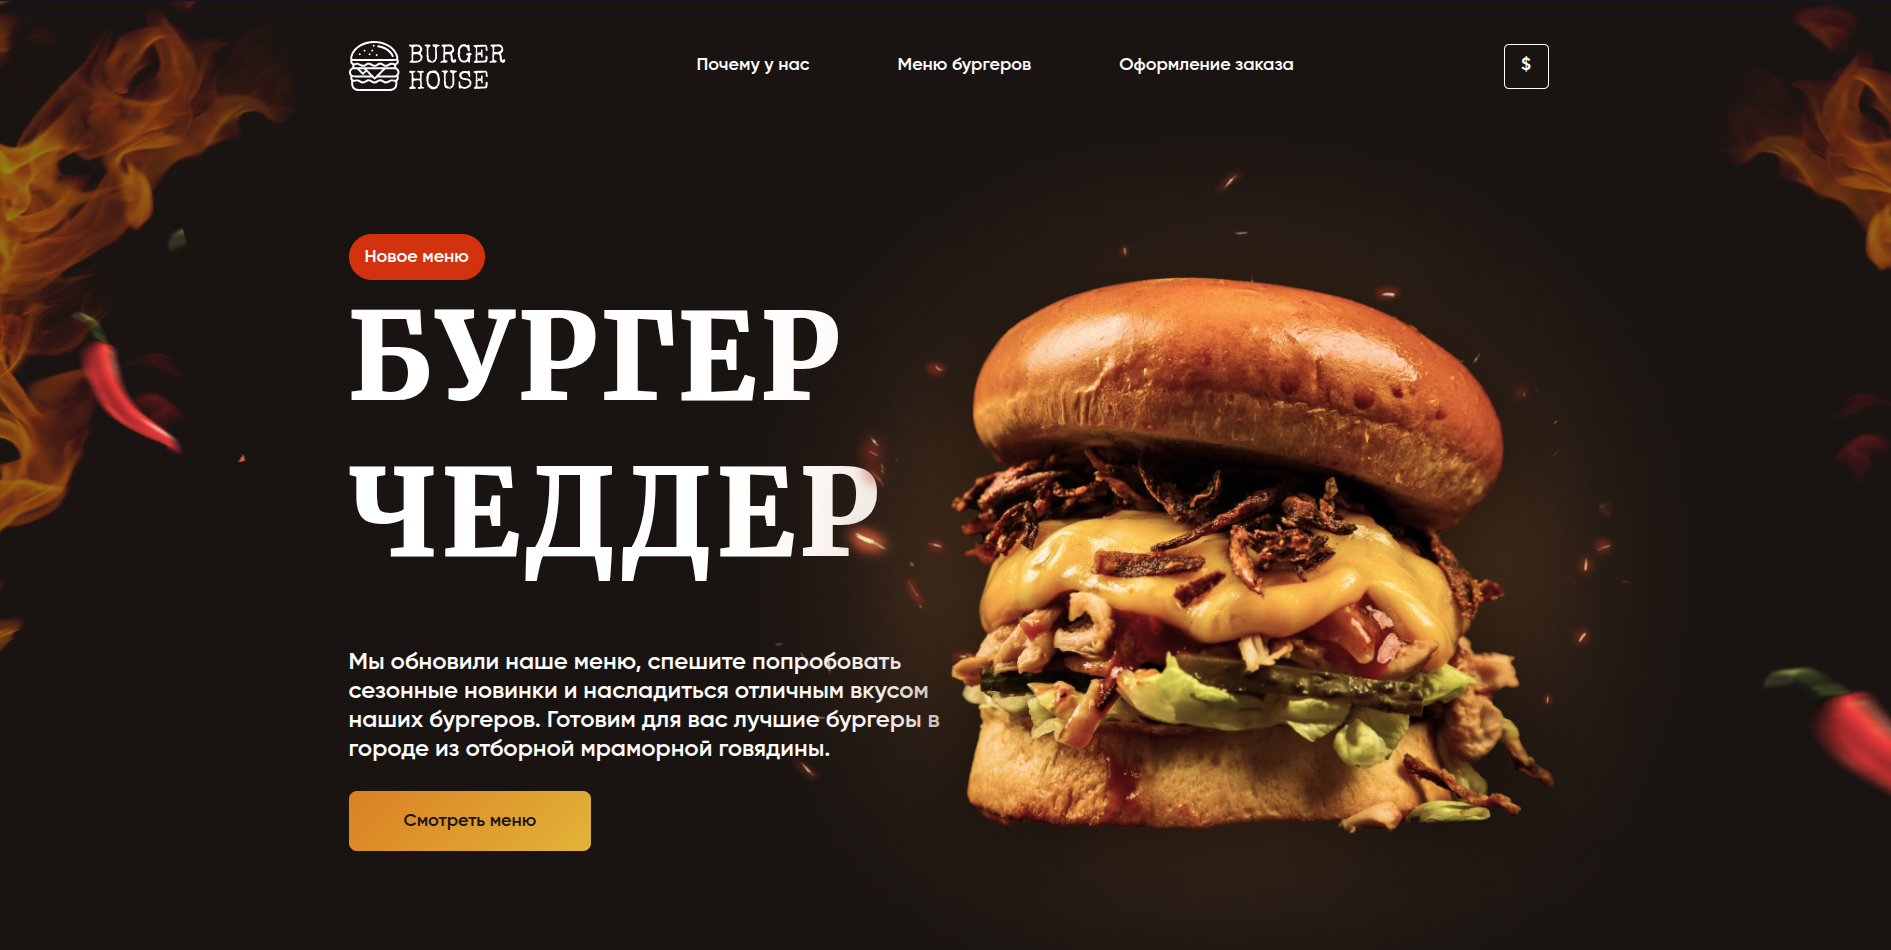 BURGER
HOUSE
Почему у нас
Меню бургеров
Оформление заказа
$
Новое меню
БУРГЕР
ЧЕДДЕР
Мы обновили наше меню, спешите попробовать
сезонные новинки и насладиться отличным вкусом
наших бургеров. Готовим для вас лучшие бургеры в
городе из отборной мраморной говядины.
Смотреть меню